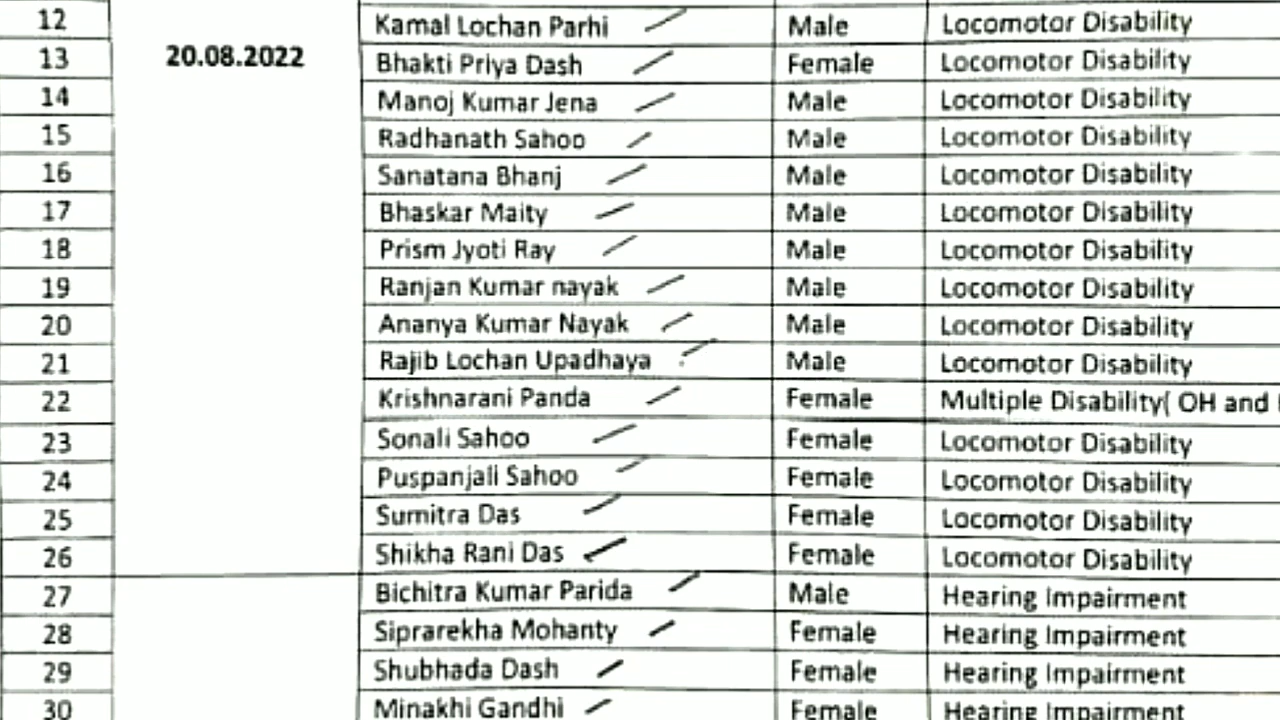 12 Kamal Lochan Parhi Male Locomotor Disability
13 20.08.2022 Bhakti Priya Dash Female Locomotor Disability
14 Manoj Kumar Jena Male Locomotor Disability
15 Radhanath Sahoo Male Locomotor Disability
16 Sanatana Bhanj Male Locomotor Disability
17 Bhaskar Maity Male Locomotor Disability
18 Prism Jyoti Ray Male Locomotor Disability
19 Ranjan Kumar nayak Male Locomotor Disability
20 Ananya Kumar Nayak Male Locomotor Disability
21 Rajib Lochan Upadhaya Male Locomotor Disability
22 Krishnarani Panda Female Multiple Disability( OH and
23 Sonali Sahoo Female Locomotor Disability
24 Puspanjali Sahoo Female Locomotor Disability
25 Sumitra Das Female Locomotor Disability
26 Shikha Rani Das Female Locomotor Disability
27 Bichitra Kumar Parida Male Hearing Impairment
28 Siprarekha Mohanty Female Hearing Impairment
29 Shubhada Dash Female Hearing Impairment
30 Minakhi Gandhi Female Hearing Impairment